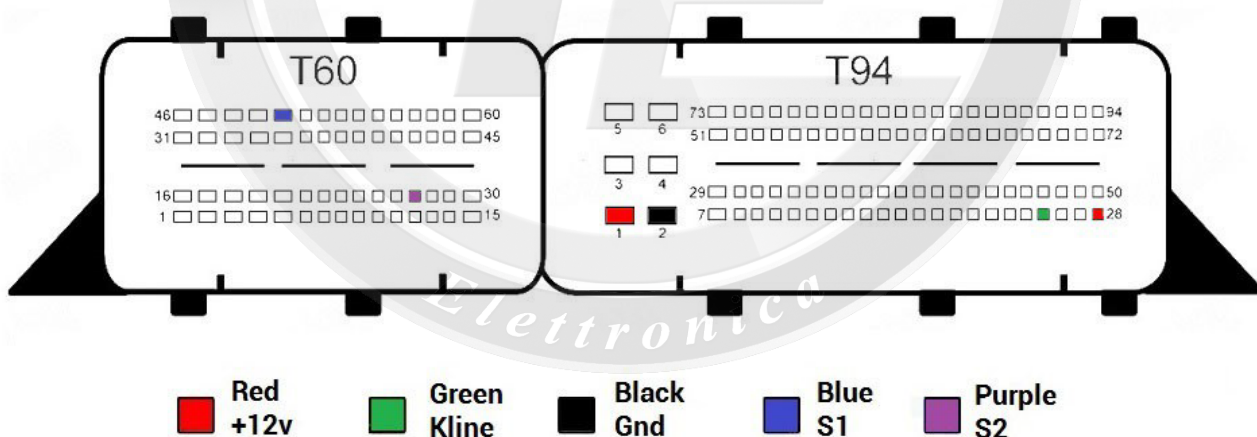 T60
T94
46 60
31 45
16 30
1 15
5 6
3 4
1 2
73 94
51 72
29 50
7 28
TE
Elettronica
Red
+12v
Green
Kline
Black
Gnd
Blue
S1
Purple
S2